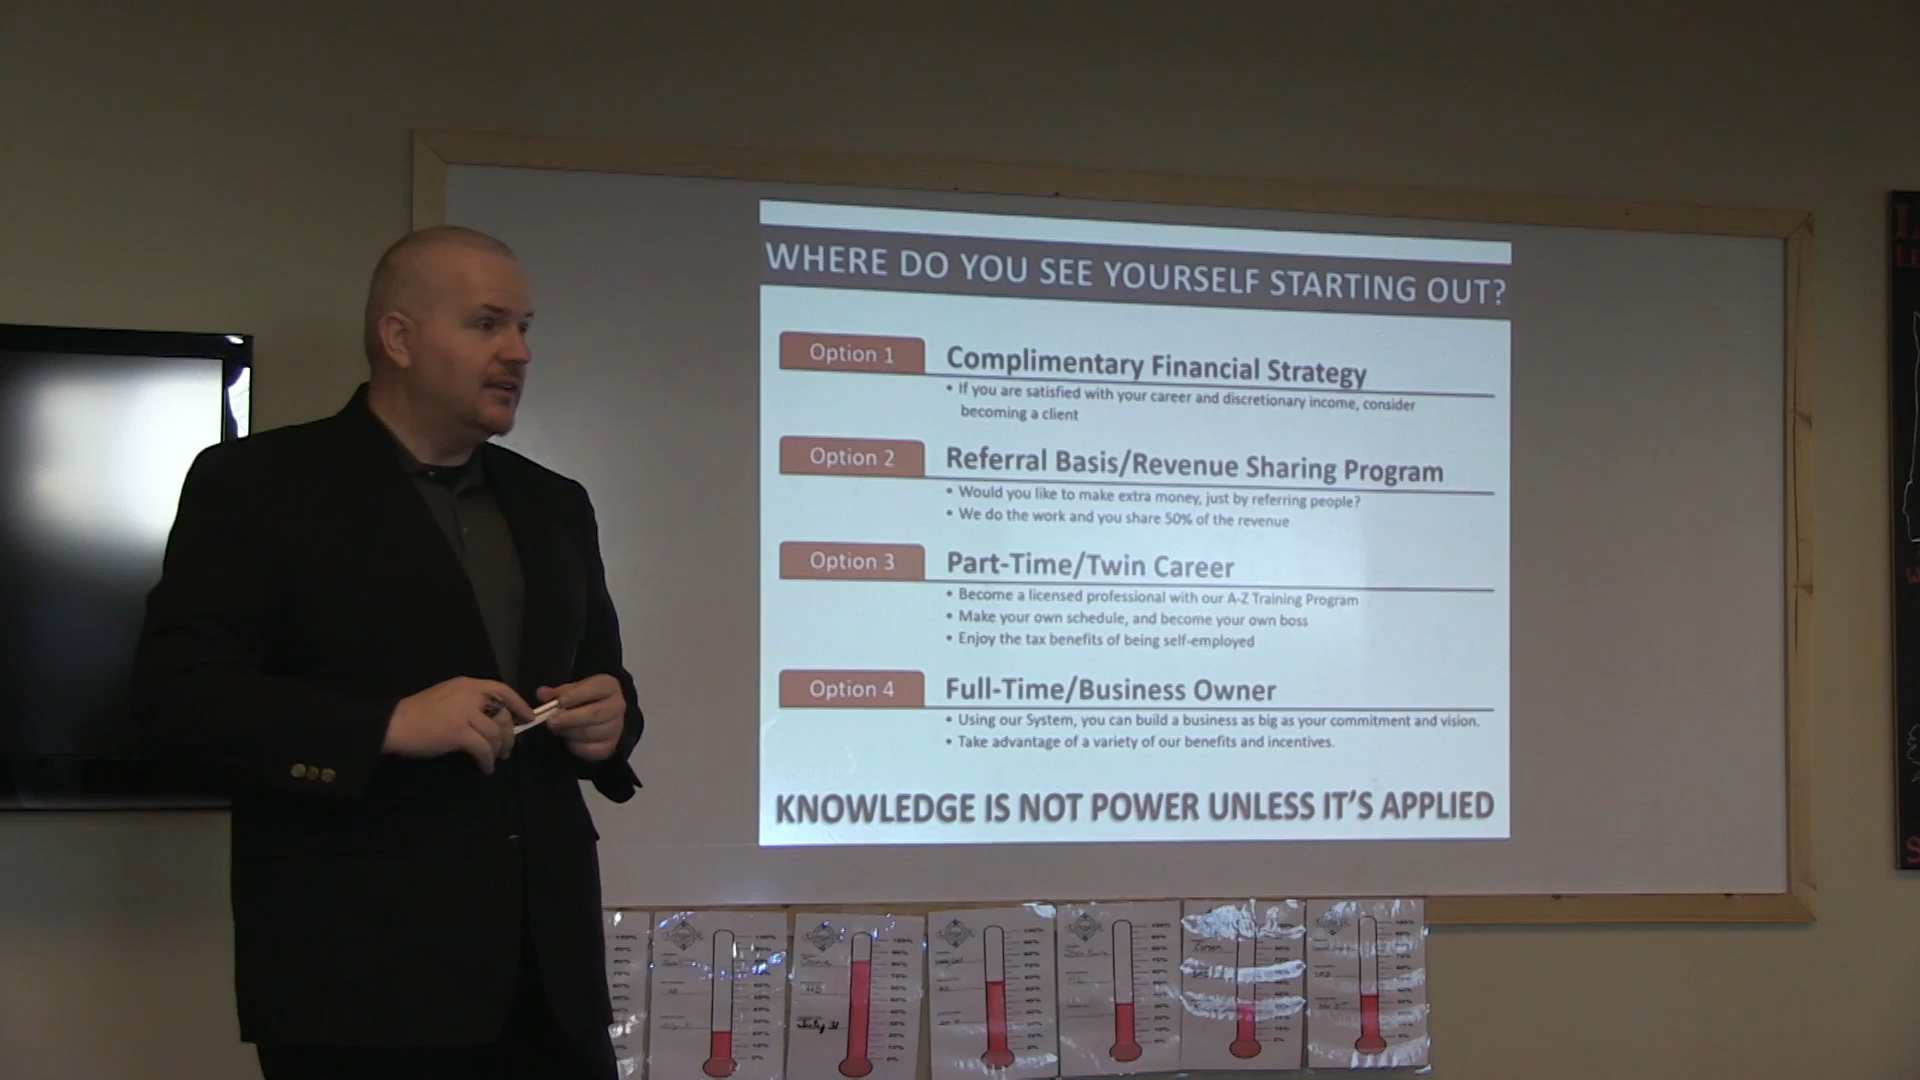 WHERE DO YOU SEE YOURSELF STARTING OUT?
Option 1
Complimentary Financial Strategy
• If you are satisfied with your career and discretionary income, consider
becoming a client
Option 2
Referral Basis/Revenue Sharing Program
• Would you like to make extra money, just by referring people?
• We do the work and you share 50% of the revenue
Option 3
Part-Time/Twin Career
• Become a licensed professional with our A-Z Training Program
• Make your own schedule, and become your own boss
• Enjoy the tax benefits of being self-employed
Option 4
Full-Time/Business Owner
• Using our System, you can build a business as big as your commitment and vision.
• Take advantage of a variety of our benefits and incentives.
KNOWLEDGE IS NOT POWER UNLESS IT'S APPLIED
July 31